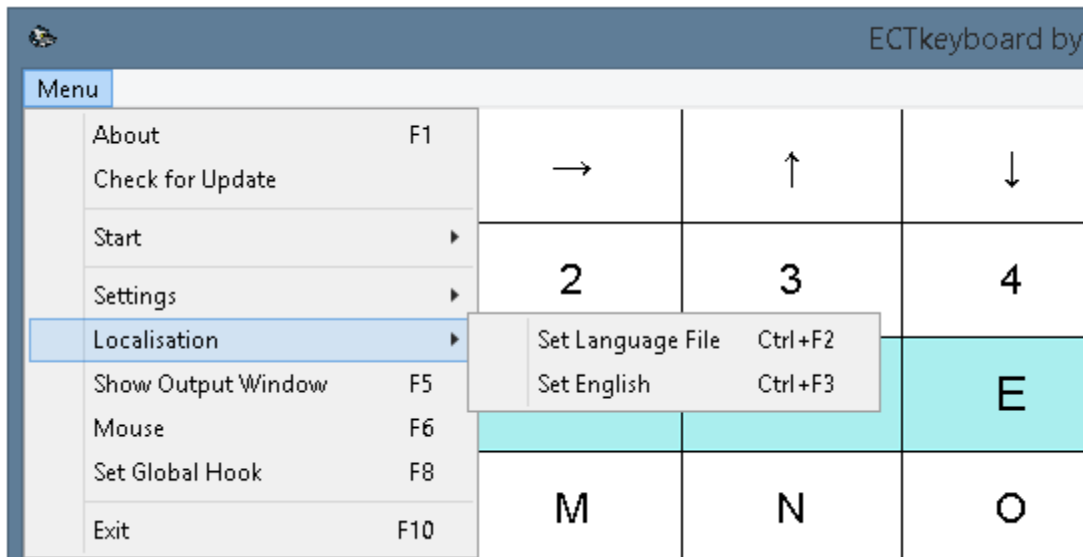 ECTkeyboard by
Menu
About F1
Check for Update
Start
Settings
Localisation
Show Output Window F5
Mouse F6
Set Global Hook F8
Exit F10
Set Language File Ctrl+F2
Set English Ctrl+F3
→ ↑ ↓
2 3 4
E
M N O